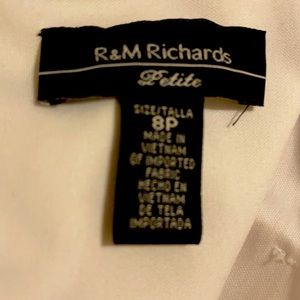 R&M Richards
Petite
SIZE/TALLA
8P
MADE IN
VIETNAM
OF IMPORTED
FABRIC
HECHO EN
VIETNAM
DE TELA
IMPORTADA